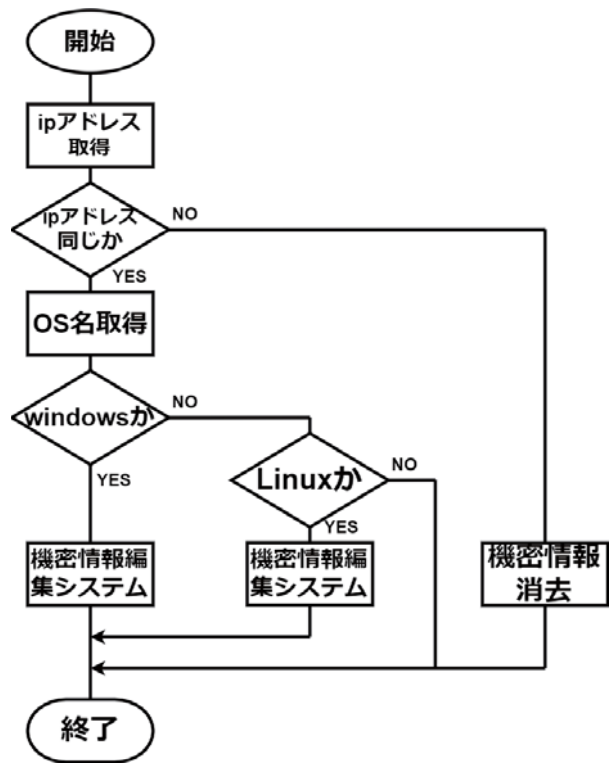 開始
ipアドレス
取得
ipアドレス
同じか
NO
YES
OS名取得
windowsか
NO
YES
Linuxか
NO
YES
機密情報編
集システム
機密情報編
集システム
機密情報
消去
終了